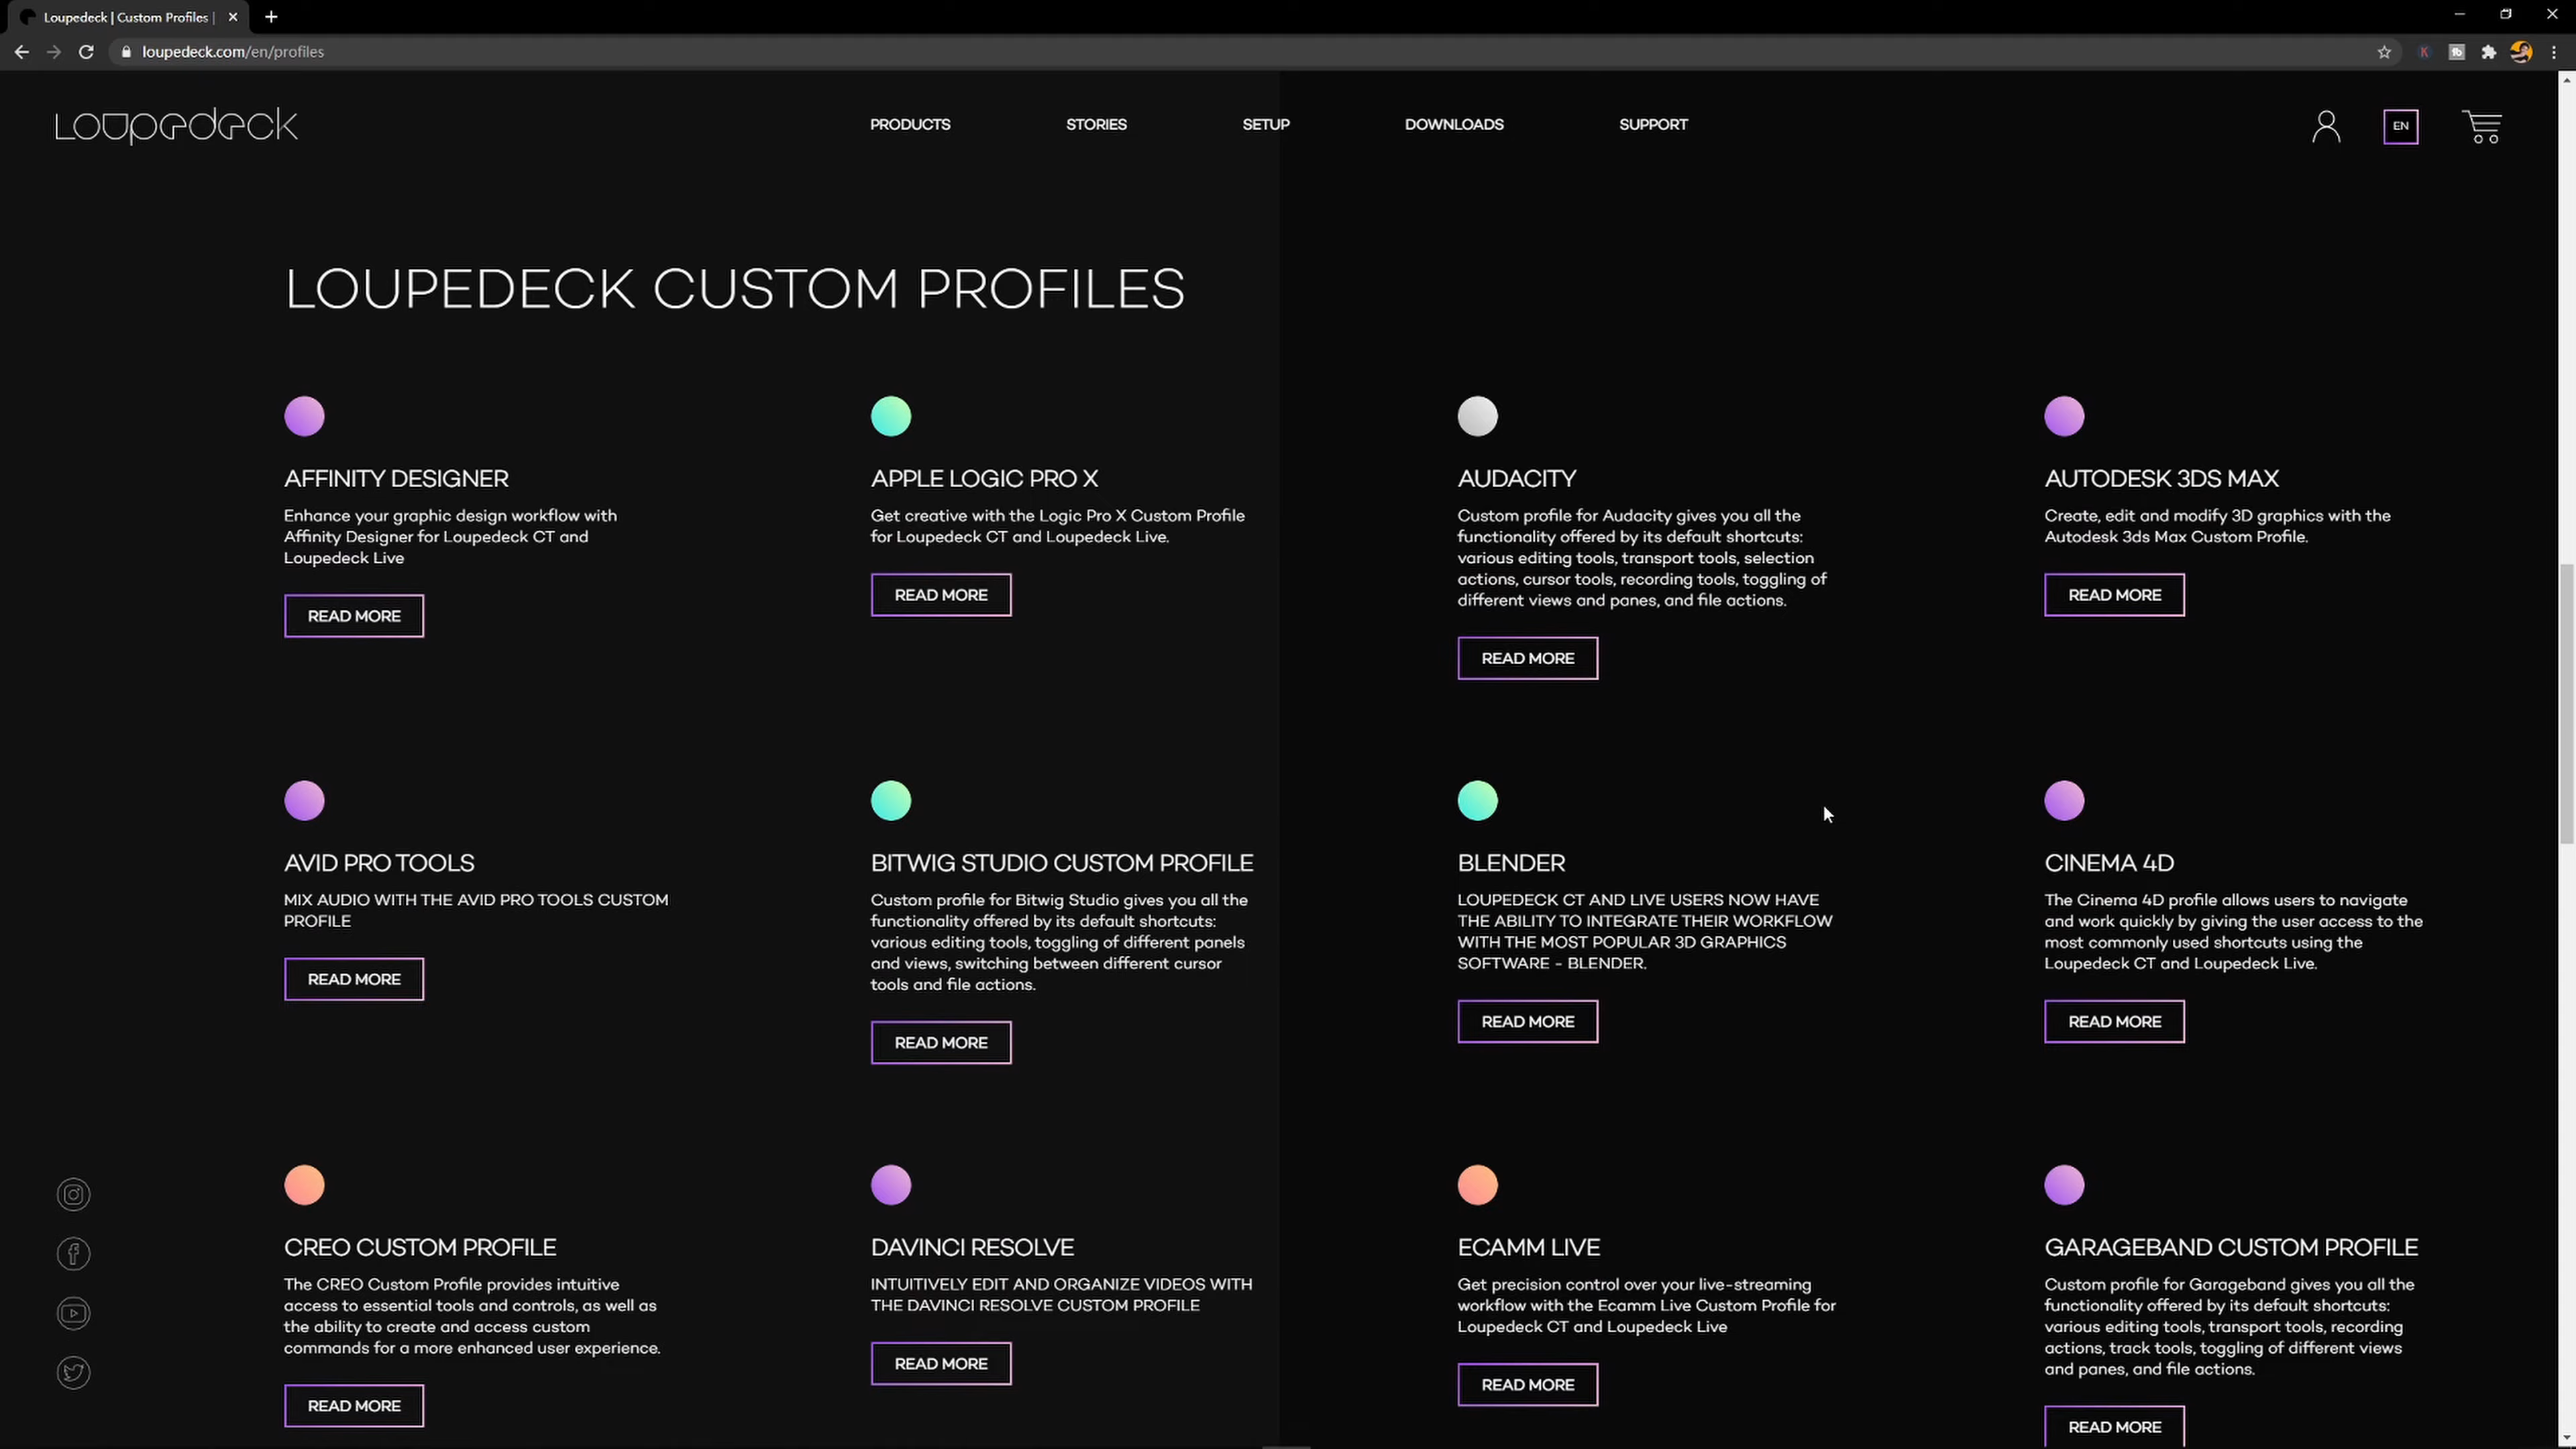 Loupedeck | Custom Profiles |
loupedeck.com/en/profiles
Loupedeck
PRODUCTS
STORIES
SETUP
DOWNLOADS
SUPPORT
EN
LOUPEDECK CUSTOM PROFILES
AFFINITY DESIGNER
Enhance your graphic design workflow with
Affinity Designer for Loupedeck CT and
Loupedeck Live
READ MORE
APPLE LOGIC PRO X
Get creative with the Logic Pro X Custom Profile
for Loupedeck CT and Loupedeck Live.
READ MORE
AUDACITY
Custom profile for Audacity gives you all the
functionality offered by its default shortcuts:
various editing tools, transport tools, selection
actions, cursor tools, recording tools, toggling of
different views and panes, and file actions.
READ MORE
AUTODESK 3DS MAX
Create, edit and modify 3D graphics with the
Autodesk 3ds Max Custom Profile.
READ MORE
AVID PRO TOOLS
MIX AUDIO WITH THE AVID PRO TOOLS CUSTOM
PROFILE
READ MORE
BITWIG STUDIO CUSTOM PROFILE
Custom profile for Bitwig Studio gives you all the
functionality offered by its default shortcuts:
various editing tools, toggling of different panels
and views, switching between different cursor
tools and file actions.
READ MORE
BLENDER
LOUPEDECK CT AND LIVE USERS NOW HAVE
THE ABILITY TO INTEGRATE THEIR WORKFLOW
WITH THE MOST POPULAR 3D GRAPHICS
SOFTWARE - BLENDER.
READ MORE
CINEMA 4D
The Cinema 4D profile allows users to navigate
and work quickly by giving the user access to the
most commonly used shortcuts using the
Loupedeck CT and Loupedeck Live.
READ MORE
CREO CUSTOM PROFILE
The CREO Custom Profile provides intuitive
access to essential tools and controls, as well as
the ability to create and access custom
commands for a more enhanced user experience.
READ MORE
DAVINCI RESOLVE
INTUITIVELY EDIT AND ORGANIZE VIDEOS WITH
THE DAVINCI RESOLVE CUSTOM PROFILE
READ MORE
ECAMM LIVE
Get precision control over your live-streaming
workflow with the Ecamm Live Custom Profile for
Loupedeck CT and Loupedeck Live
READ MORE
GARAGEBAND CUSTOM PROFILE
Custom profile for Garageband gives you all the
functionality offered by its default shortcuts:
various editing tools, transport tools, recording
actions, track tools, toggling of different views
and panes, and file actions.
READ MORE